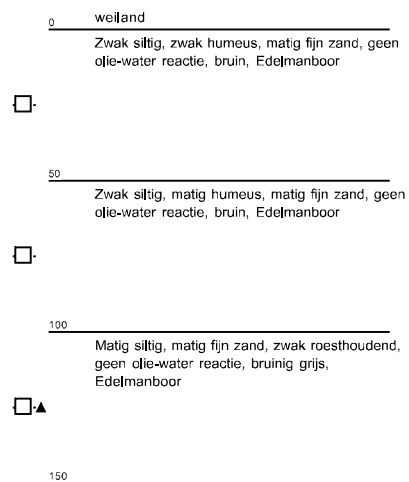 0 weiland
Zwak siltig, zwak humeus, matig fijn zand, geen
olie-water reactie, bruin, Edelmanboor
50
Zwak siltig, matig humeus, matig fijn zand, geen
olie-water reactie, bruin, Edelmanboor
100
Matig siltig, matig fijn zand, zwak roesthoudend,
geen olie-water reactie, bruinig grijs,
Edelmanboor
150